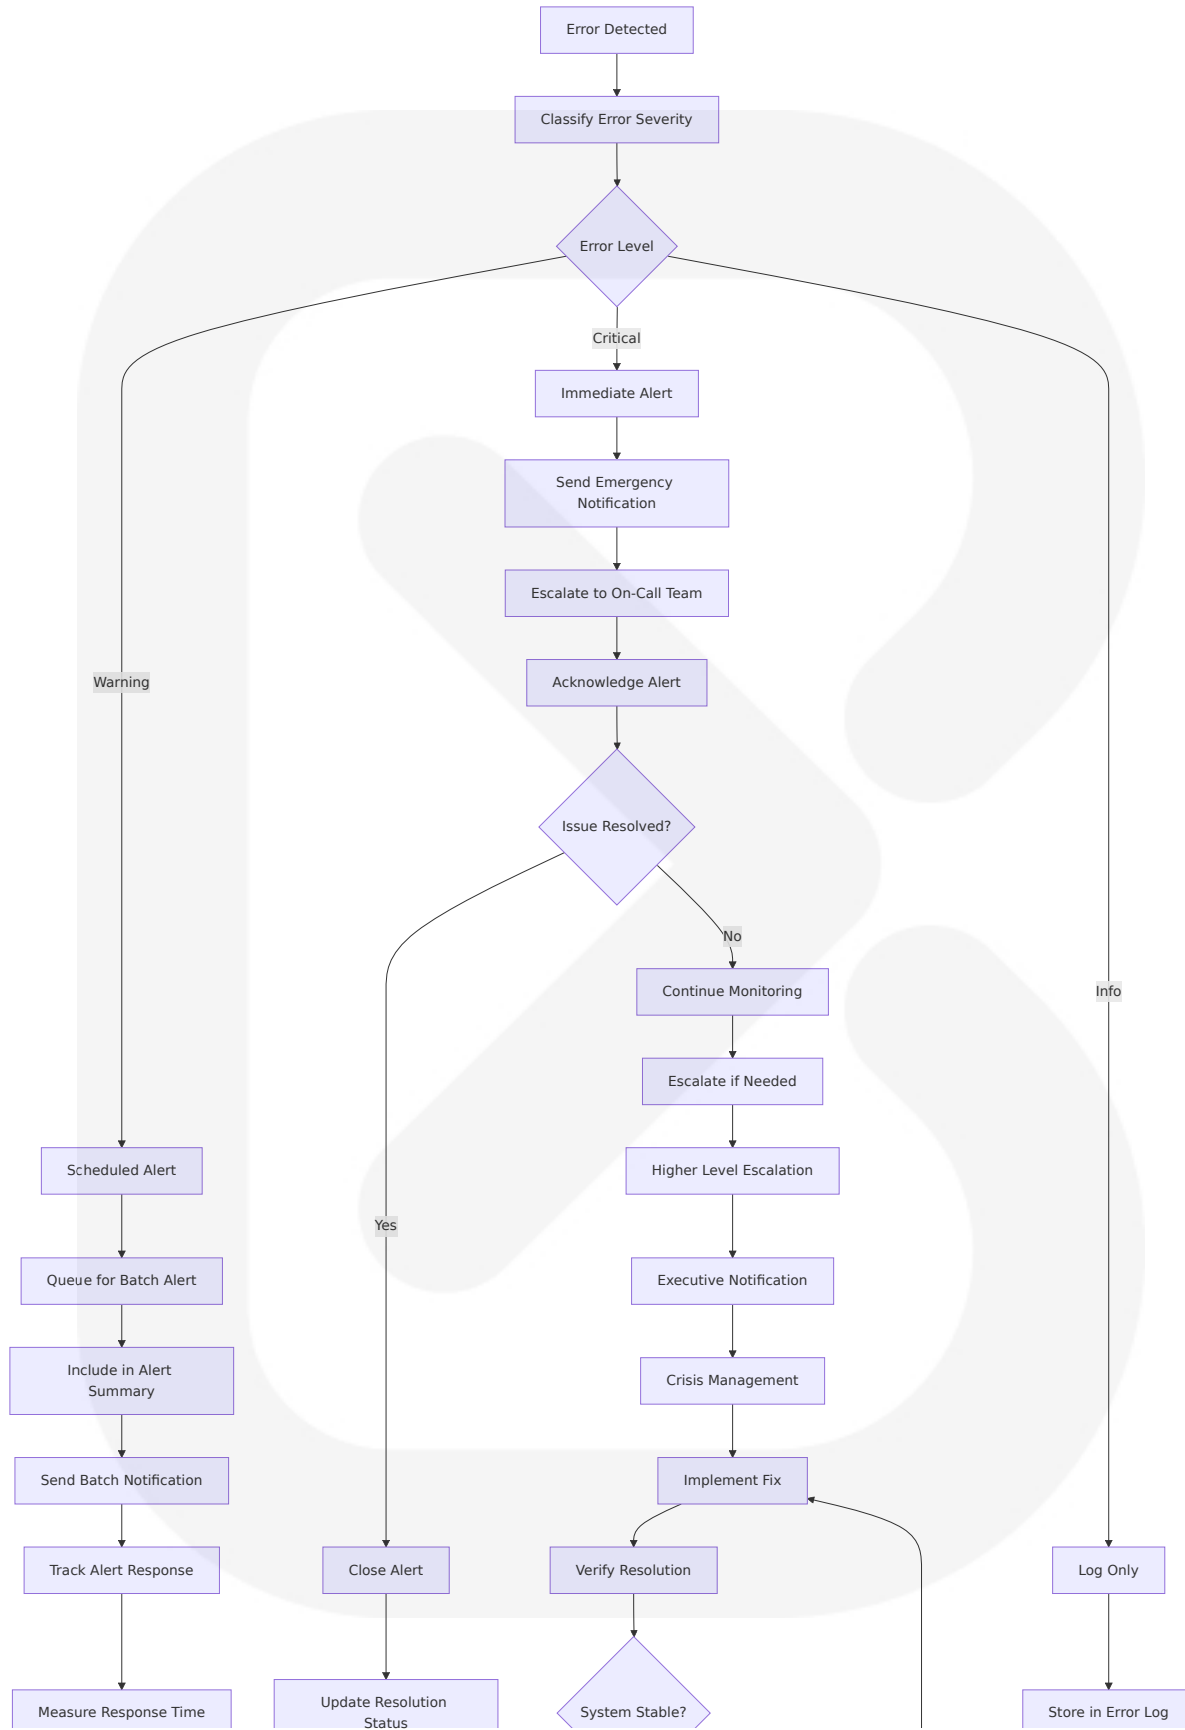 Error Detected
Classify Error Severity
Error Level
Critical
Immediate Alert
Send Emergency
Notification
Escalate to On-Call Team
Acknowledge Alert
Warning
Issue Resolved?
No
Continue Monitoring
Info
Escalate if Needed
Scheduled Alert
Higher Level Escalation
Yes
Queue for Batch Alert
Executive Notification
Include in Alert
Summary
Crisis Management
Send Batch Notification
Implement Fix
Track Alert Response
Close Alert
Verify Resolution
Log Only
Measure Response Time
Update Resolution
Status
System Stable?
Store in Error Log